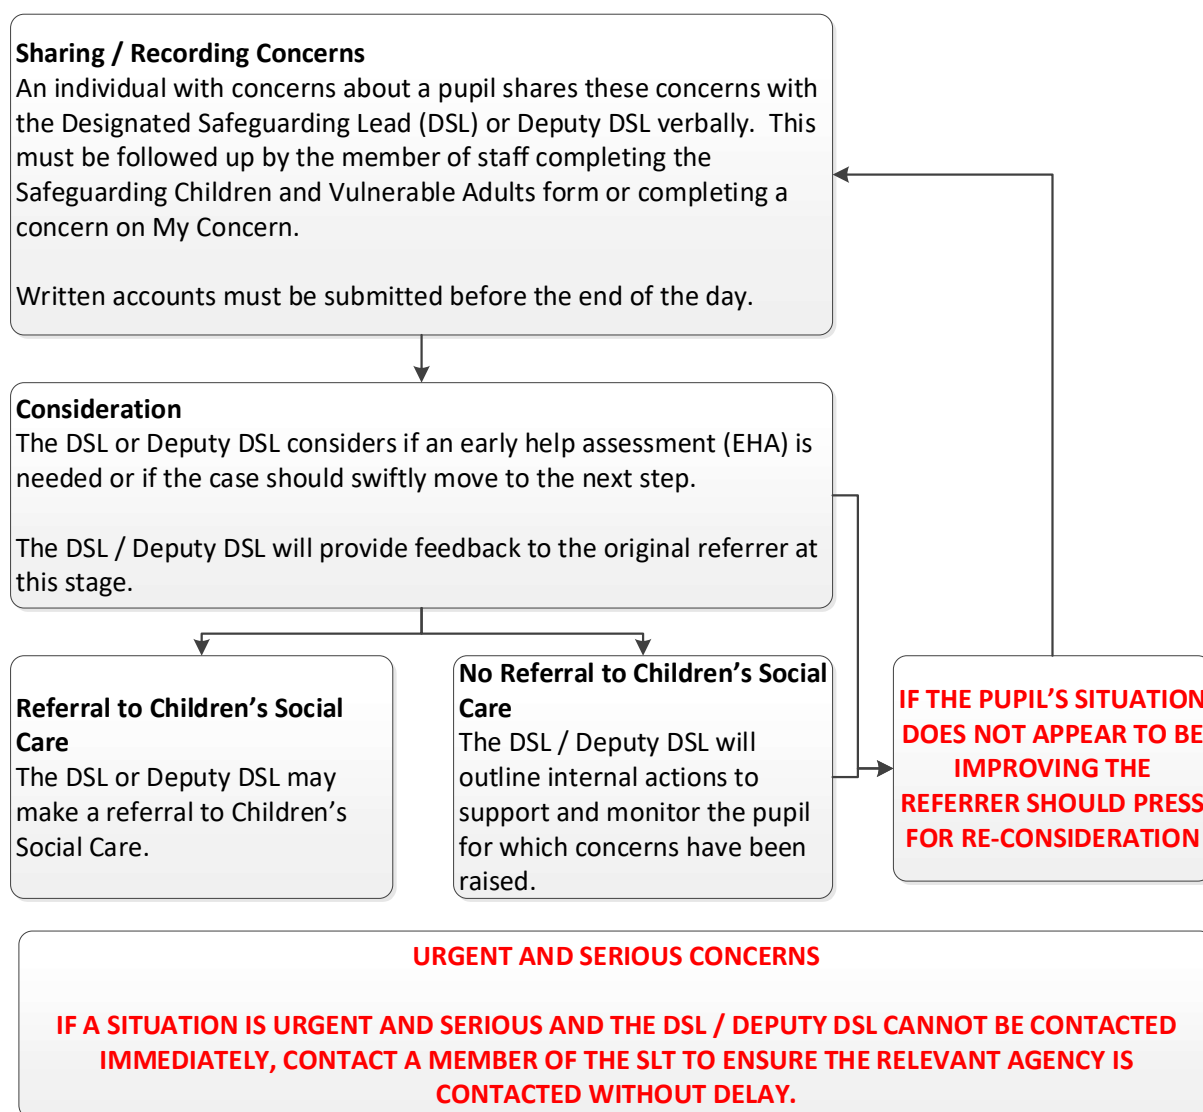 Sharing / Recording Concerns
An individual with concerns about a pupil shares these concerns with
the Designated Safeguarding Lead (DSL) or Deputy DSL verbally.  This
must be followed up by the member of staff completing the
Safeguarding Children and Vulnerable Adults form or completing a
concern on My Concern.
Written accounts must be submitted before the end of the day.
Consideration
The DSL or Deputy DSL considers if an early help assessment (EHA) is
needed or if the case should swiftly move to the next step.
The DSL / Deputy DSL will provide feedback to the original referrer at
this stage.
Referral to Children’s Social
Care
The DSL or Deputy DSL may
make a referral to Children’s
Social Care.
No Referral to Children’s Social
Care
The DSL / Deputy DSL will
outline internal actions to
support and monitor the pupil
for which concerns have been
raised.
IF THE PUPIL’S SITUATION
DOES NOT APPEAR TO BE
IMPROVING THE
REFERRER SHOULD PRESS
FOR RE-CONSIDERATION
URGENT AND SERIOUS CONCERNS
IF A SITUATION IS URGENT AND SERIOUS AND THE DSL / DEPUTY DSL CANNOT BE CONTACTED
IMMEDIATELY, CONTACT A MEMBER OF THE SLT TO ENSURE THE RELEVANT AGENCY IS
CONTACTED WITHOUT DELAY.